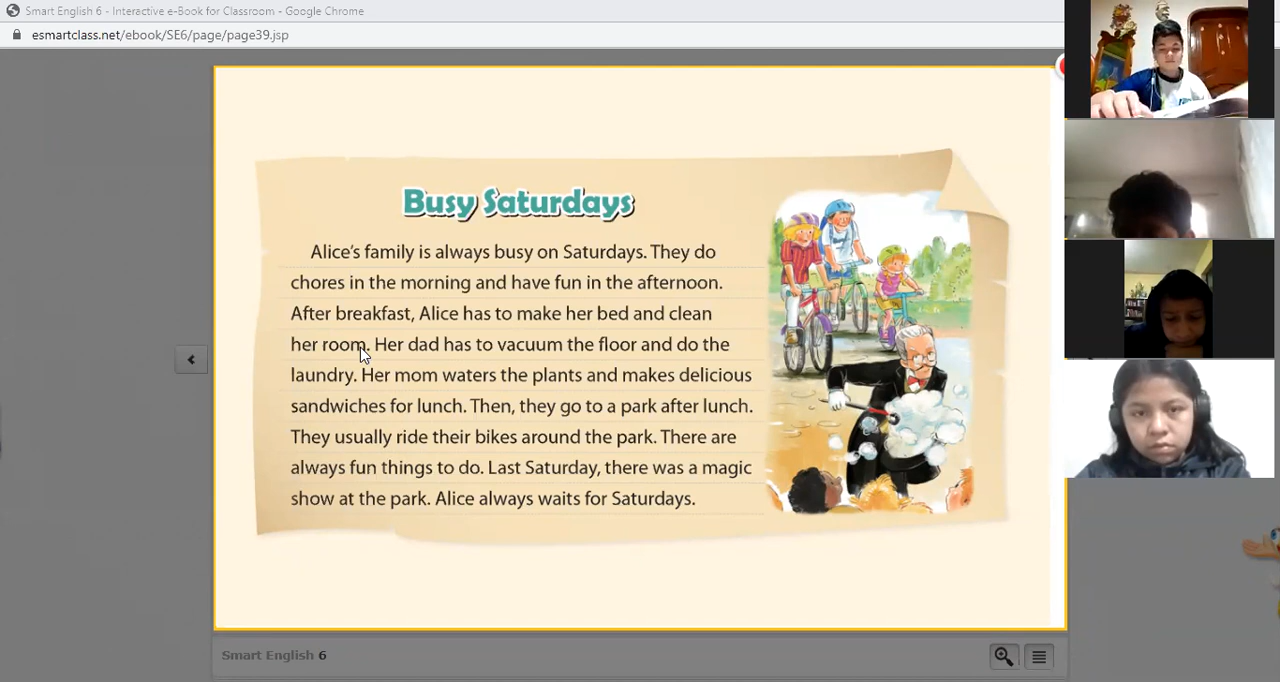 Smart English 6 - Interactive e-Book for Classroom - Google Chrome
esmartclass.net/ebook/SE6/page/page39.jsp
Busy Saturdays
Alice's family is always busy on Saturdays. They do
chores in the morning and have fun in the afternoon.
After breakfast, Alice has to make her bed and clean
her room. Her dad has to vacuum the floor and do the
laundry. Her mom waters the plants and makes delicious
sandwiches for lunch. Then, they go to a park after lunch.
They usually ride their bikes around the park. There are
always fun things to do. Last Saturday, there was a magic
show at the park. Alice always waits for Saturdays.
Smart English 6